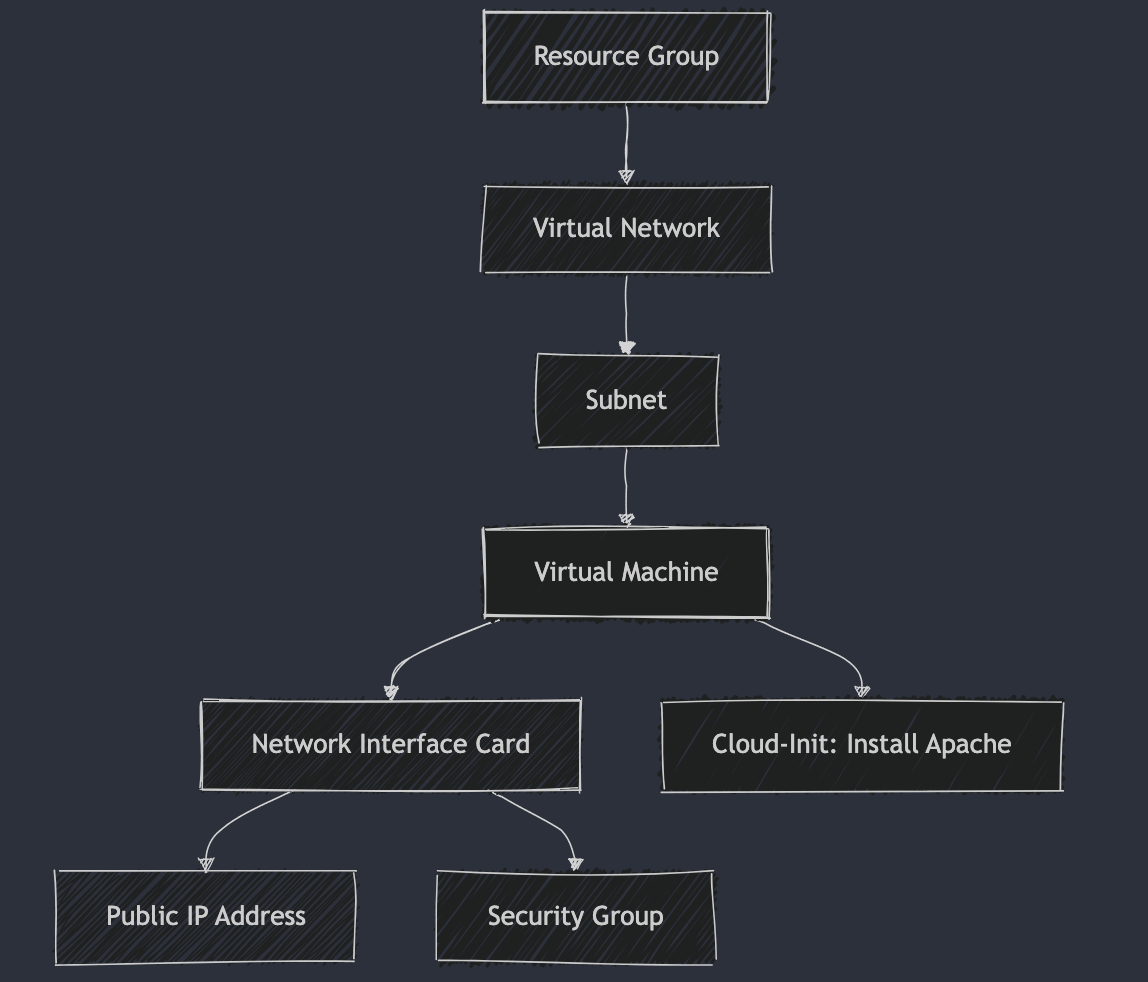 Resource Group
Virtual Network
Subnet
Virtual Machine
Network Interface Card
Cloud-Init: Install Apache
Public IP Address
Security Group